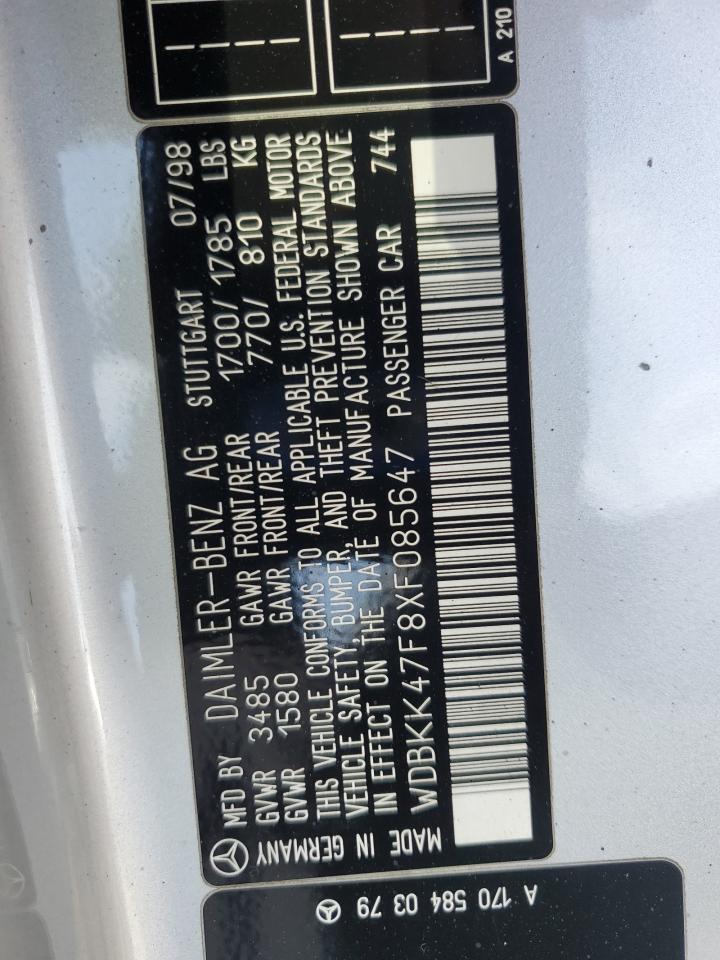 A 210
MFD BY DAIMLER-BENZ AG STUTTGART 07/98
GVWR 3485 GAWR FRONT/REAR 1700/1785 LBS
GVWR 1580 GAWR FRONT/REAR 770/ 810 KG
THIS VEHICLE CONFORMS TO ALL APPLICABLE U.S. FEDERAL MOTOR
VEHICLE SAFETY, BUMPER, AND THEFT PREVENTION STANDARDS
IN EFFECT ON THE DATE OF MANUFACTURE SHOWN ABOVE
WDBKK47F8XF085647 PASSENGER CAR 744
MADE IN GERMANY
A 170 584 03 79